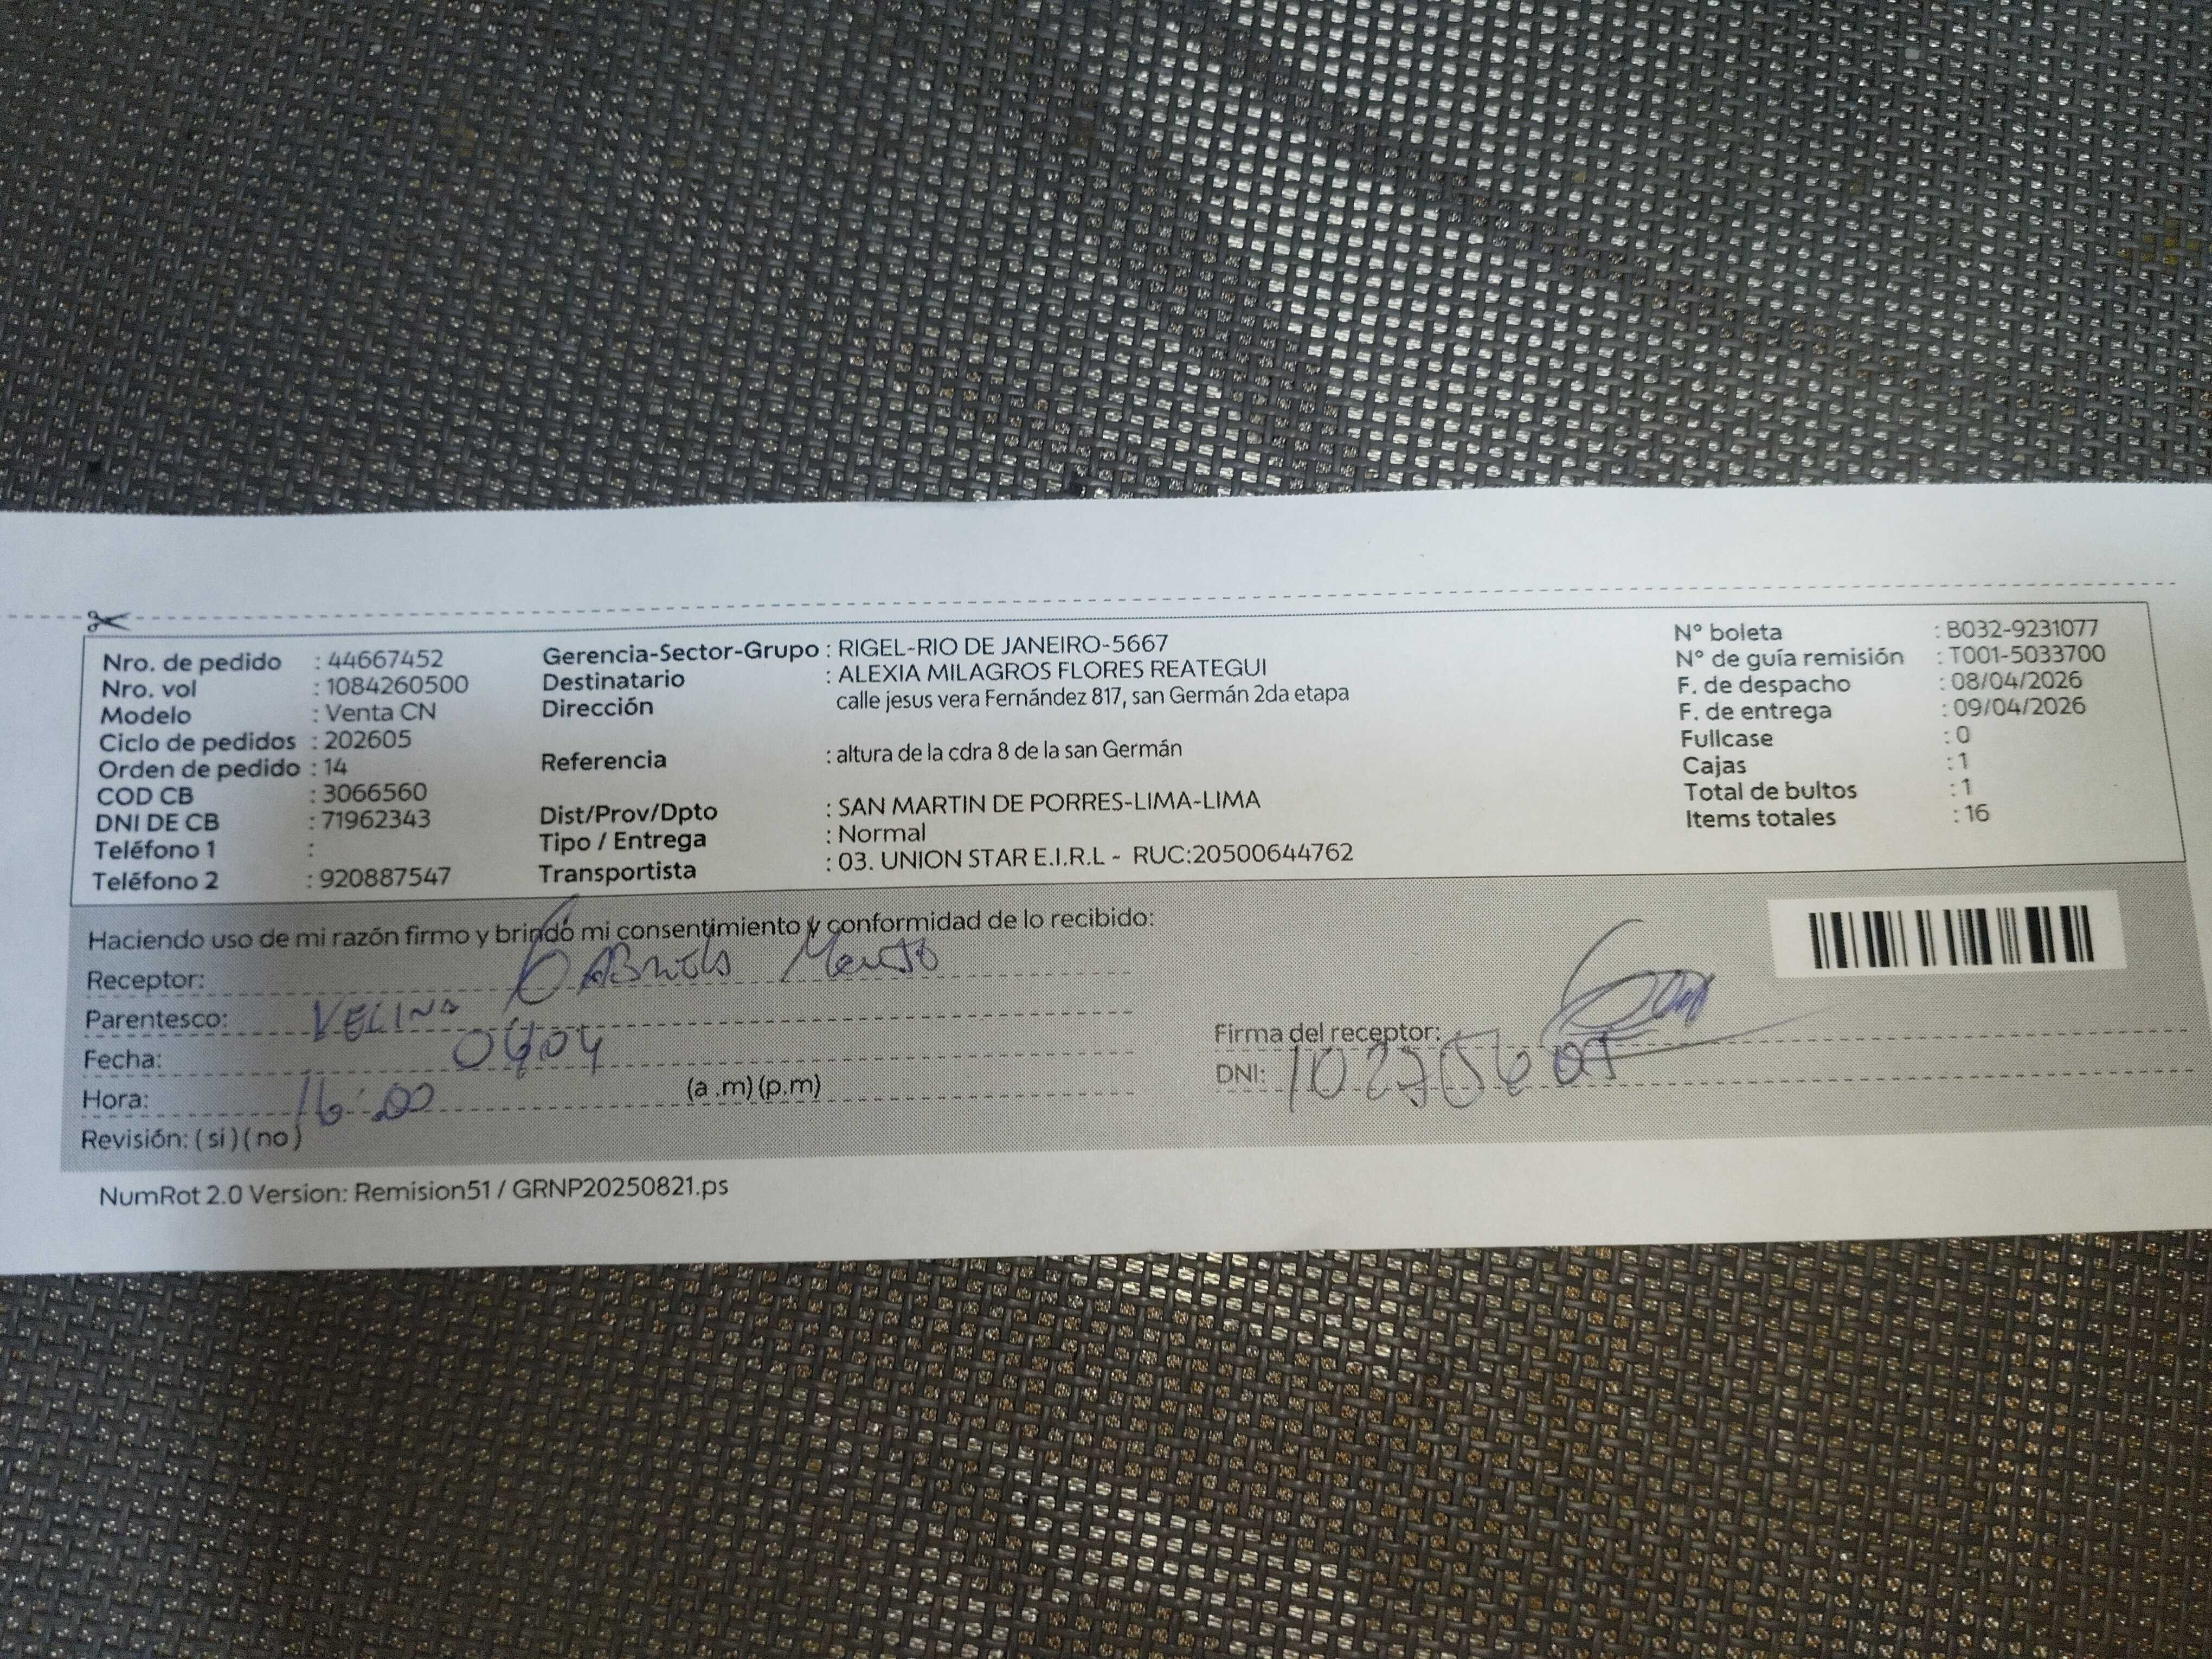 Nro. de pedido : 44667452
Nro. vol : 1084260500
Modelo : Venta CN
Ciclo de pedidos : 202605
Orden de pedido : 14
COD CB : 3066560
DNI DE CB : 71962343
Teléfono 1 :
Teléfono 2 : 920887547
Gerencia-Sector-Grupo : RIGEL-RIO DE JANEIRO-5667
Destinatario : ALEXIA MILAGROS FLORES REATEGUI
Dirección calle jesus vera Fernández 817, san Germán 2da etapa
Referencia : altura de la cdra 8 de la san Germán
Dist/Prov/Dpto : SAN MARTIN DE PORRES-LIMA-LIMA
Tipo / Entrega : Normal
Transportista : 03. UNION STAR E.I.R.L - RUC:20500644762
N° boleta : B032-9231077
N° de guía remisión : T001-5033700
F. de despacho : 08/04/2026
F. de entrega : 09/04/2026
Fullcase : 0
Cajas : 1
Total de bultos : 1
Items totales : 16
Haciendo uso de mi razón firmo y brindo mi consentimiento y conformidad de lo recibido:
Receptor:
Parentesco: VECINA
Fecha:
Hora: 16:00 (a .m) (p.m)
Revisión: ( si ) ( no )
Firma del receptor:
DNI:
NumRot 2.0 Version: Remision51 / GRNP20250821.ps